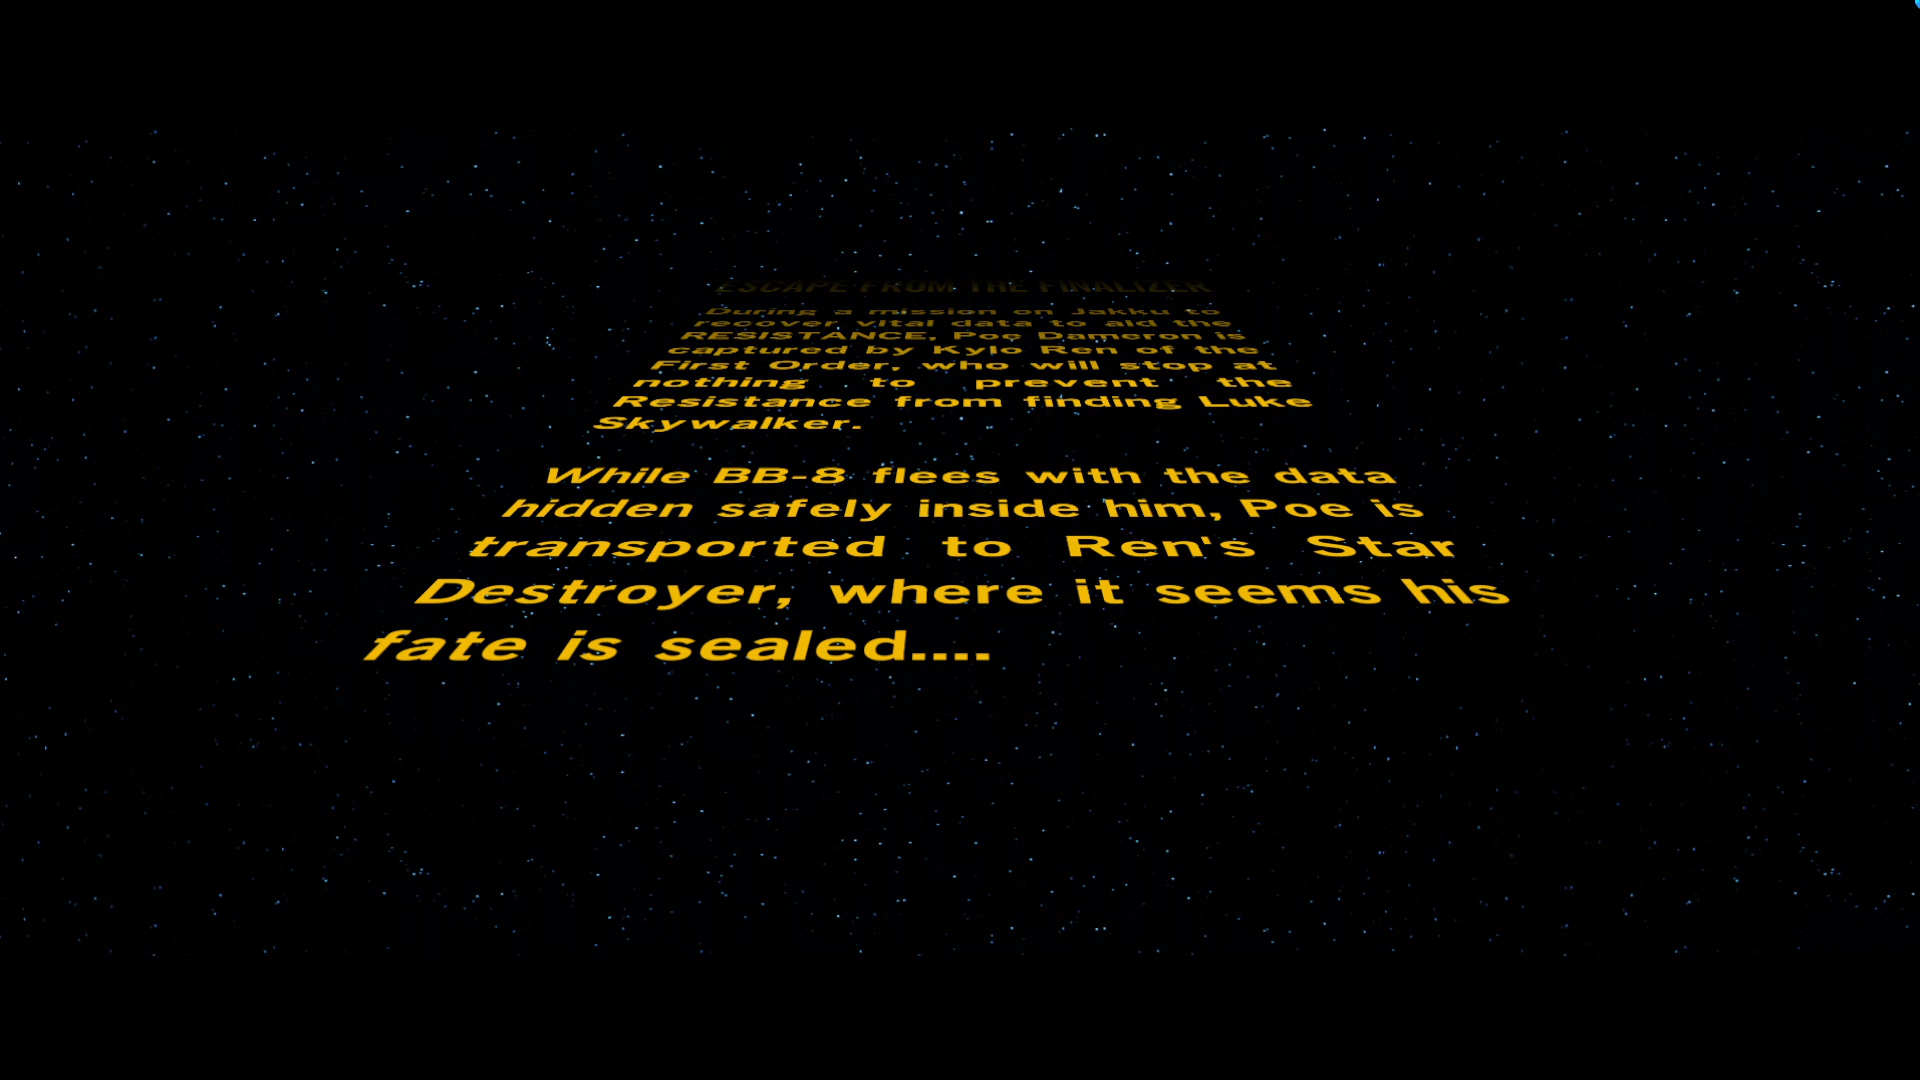 ESCAPE FROM THE FINALIZER
During a mission on Jakku to
recover vital data to aid the
RESISTANCE, Poe Dameron is
captured by Kylo Ren of the
First Order, who will stop at
nothing to prevent the
Resistance from finding Luke
Skywalker.
While BB-8 flees with the data
hidden safely inside him, Poe is
transported to Ren's Star
Destroyer, where it seems his
fate is sealed....